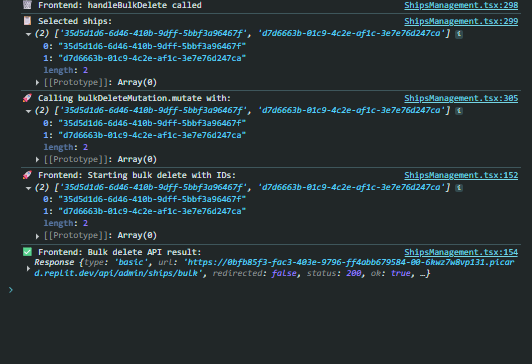 Frontend: handleBulkDelete called ShipsManagement.tsx:298
Selected ships: ShipsManagement.tsx:299
(2) ['35d5d1d6-6d46-410b-9dff-5bbf3a96467f', 'd7d6663b-01c9-4c2e-af1c-3e7e76d247ca'] i
0: "35d5d1d6-6d46-410b-9dff-5bbf3a96467f"
1: "d7d6663b-01c9-4c2e-af1c-3e7e76d247ca"
length: 2
[[Prototype]]: Array(0)
Calling bulkDeleteMutation.mutate with: ShipsManagement.tsx:305
(2) ['35d5d1d6-6d46-410b-9dff-5bbf3a96467f', 'd7d6663b-01c9-4c2e-af1c-3e7e76d247ca'] i
0: "35d5d1d6-6d46-410b-9dff-5bbf3a96467f"
1: "d7d6663b-01c9-4c2e-af1c-3e7e76d247ca"
length: 2
[[Prototype]]: Array(0)
Frontend: Starting bulk delete with IDs: ShipsManagement.tsx:152
(2) ['35d5d1d6-6d46-410b-9dff-5bbf3a96467f', 'd7d6663b-01c9-4c2e-af1c-3e7e76d247ca'] i
0: "35d5d1d6-6d46-410b-9dff-5bbf3a96467f"
1: "d7d6663b-01c9-4c2e-af1c-3e7e76d247ca"
length: 2
[[Prototype]]: Array(0)
Frontend: Bulk delete API result: ShipsManagement.tsx:154
Response {type: 'basic', url: 'https://0bfb85f3-fac3-403e-9796-ff4abb679584-00-6kwz7w8vp131.picar
d.replit.dev/api/admin/ships/bulk', redirected: false, status: 200, ok: true, …}